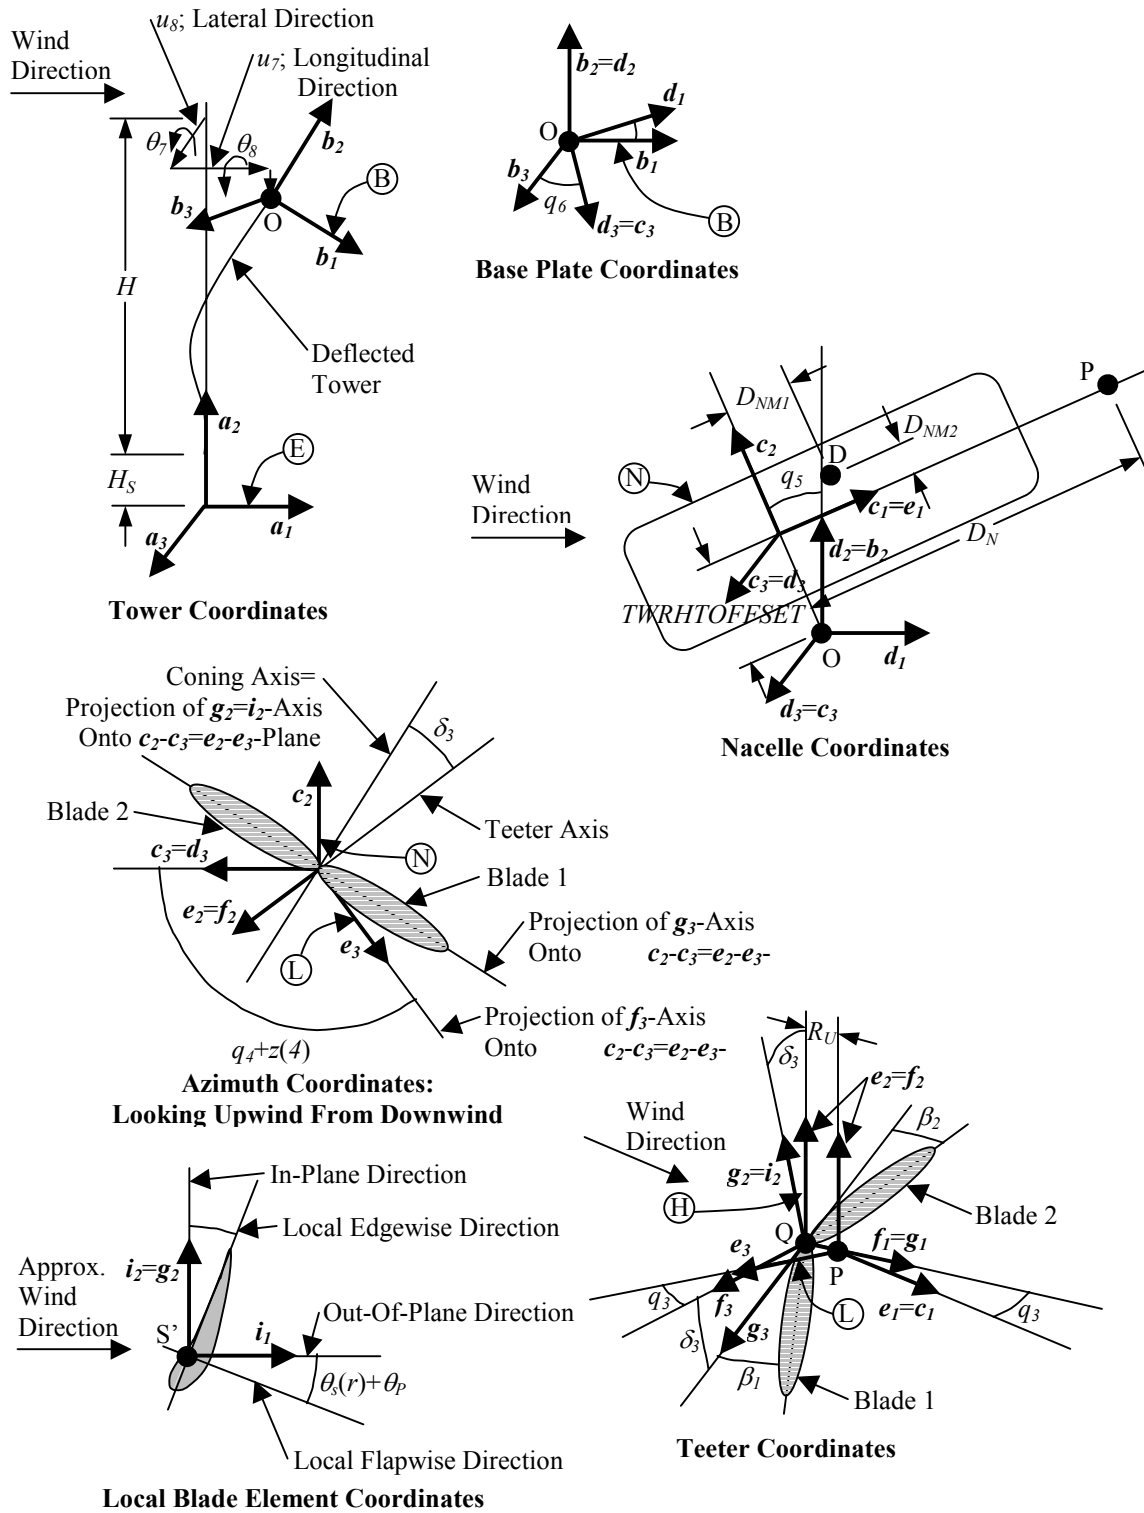 u8; Lateral Direction
Wind
Direction
u7; Longitudinal
Direction
θ7
θ8
b2
B
b3
O
b1
H
Deflected
Tower
a2
E
HS
a1
a3
Tower Coordinates
b2=d2
d1
O
b1
b3
q6
d3=c3
B
Base Plate Coordinates
P
DNM1
DNM2
c2
D
N
q5
Wind
Direction
c1=e1
DN
d2=b2
c3=d3
TWRHTOFFSET
O
d1
d3=c3
Nacelle Coordinates
Coning Axis=
Projection of g2=i2-Axis
Onto c2-c3=e2-e3-Plane
δ3
c2
Blade 2
Teeter Axis
N
c3=d3
Blade 1
e2=f2
Projection of g3-Axis
Onto c2-c3=e2-e3-
e3
L
Projection of f3-Axis
Onto c2-c3=e2-e3-
q4+z(4)
Azimuth Coordinates:
Looking Upwind From Downwind
RU
δ3
e2=f2
Wind
Direction
β2
g2=i2
H
Blade 2
Q
e3
f1=g1
P
q3
f3
L
e1=c1
q3
g3
δ3
β1
Blade 1
Teeter Coordinates
In-Plane Direction
Local Edgewise Direction
Approx.
Wind
Direction
i2=g2
Out-Of-Plane Direction
S’
i1
θs(r)+θP
Local Flapwise Direction
Local Blade Element Coordinates